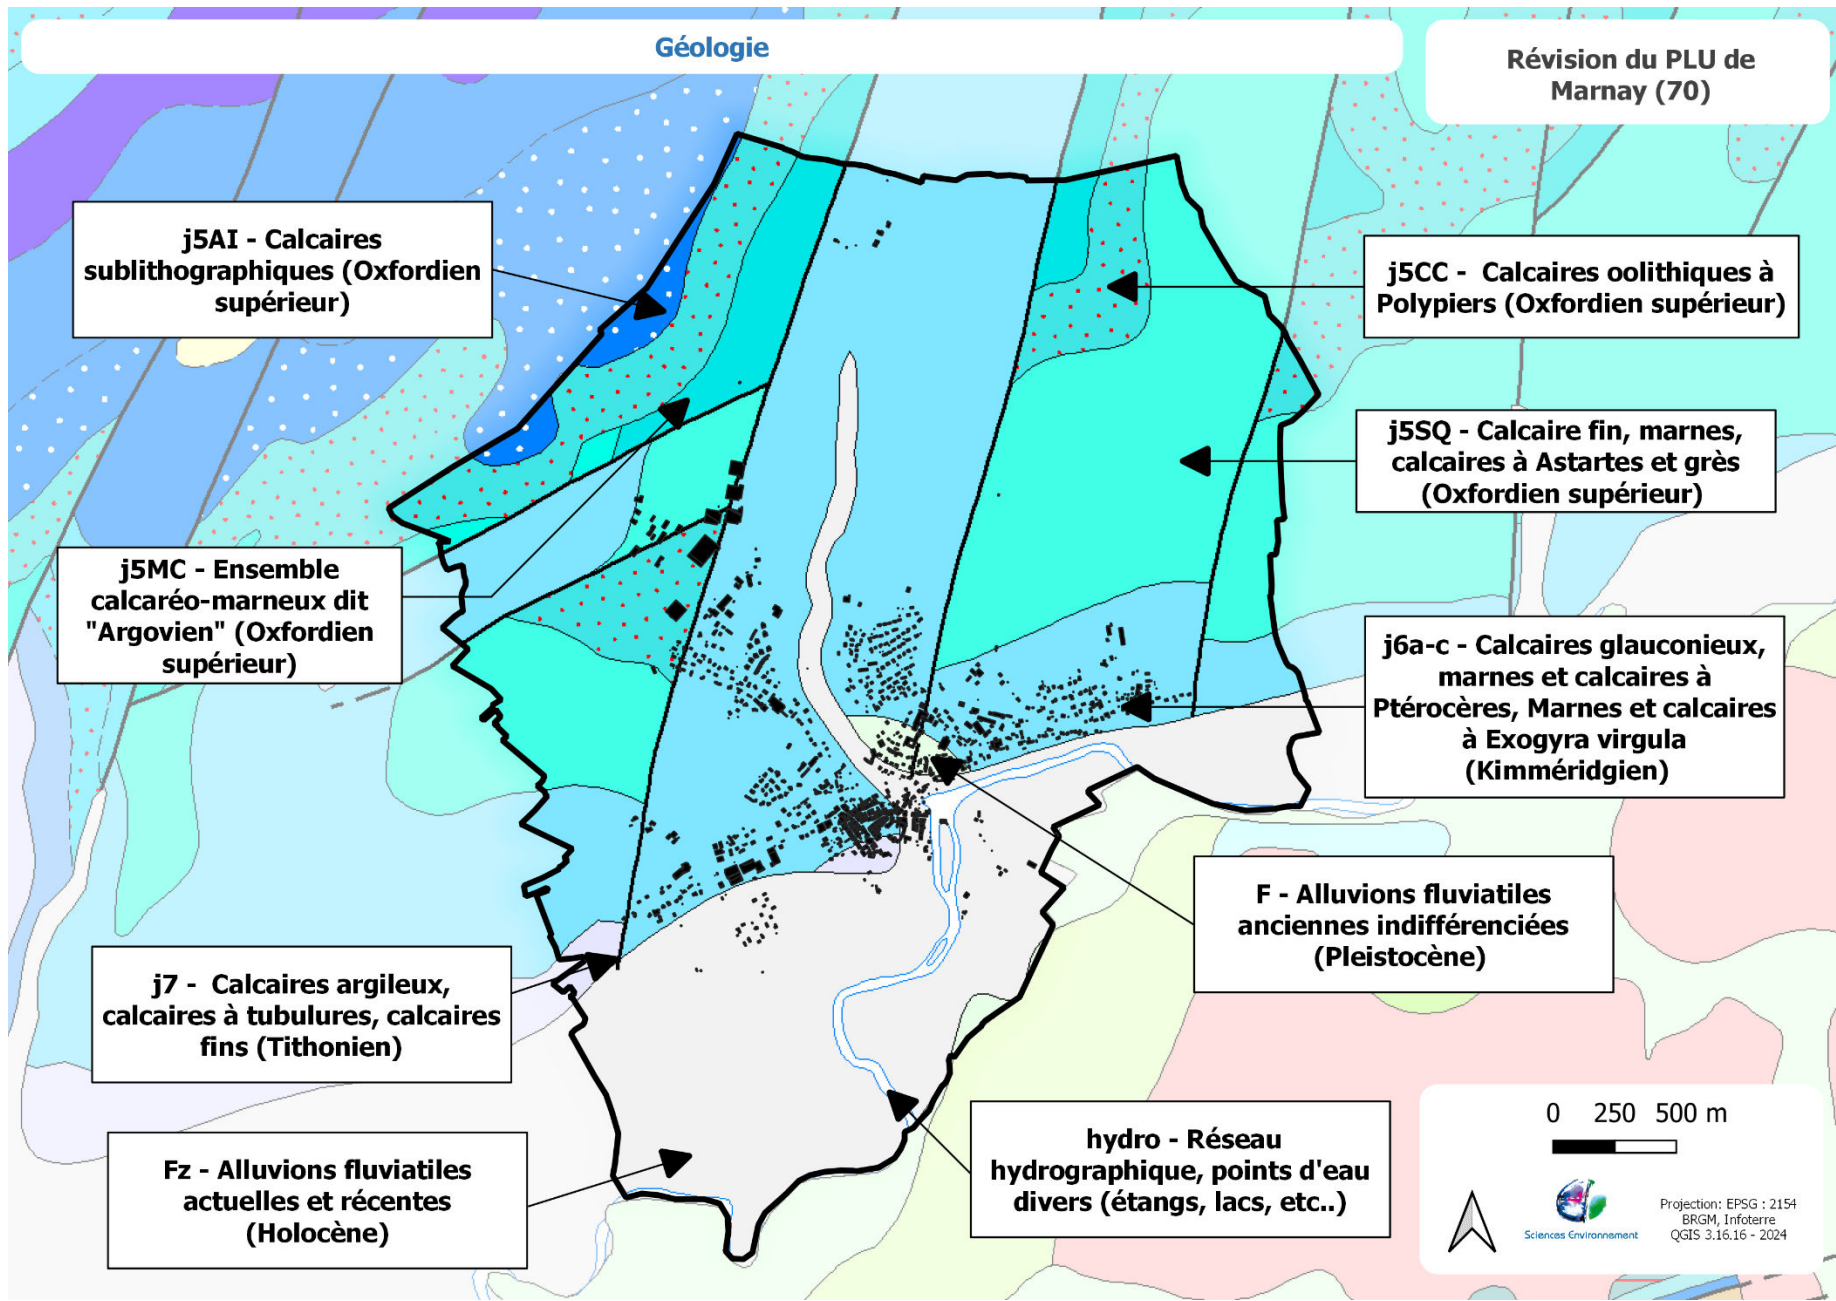 Géologie
Révision du PLU de
Marnay (70)
j5AI - Calcaires
sublithographiques (Oxfordien
supérieur)
j5CC -  Calcaires oolithiques à
Polypiers (Oxfordien supérieur)
j5SQ - Calcaire fin, marnes,
calcaires à Astartes et grès
(Oxfordien supérieur)
j5MC - Ensemble
calcaréo-marneux dit
"Argovien" (Oxfordien
supérieur)
j6a-c - Calcaires glauconieux,
marnes et calcaires à
Ptérocères, Marnes et calcaires
à Exogyra virgula
(Kimméridgien)
F - Alluvions fluviatiles
anciennes indifférenciées
(Pleistocène)
j7 -  Calcaires argileux,
calcaires à tubulures, calcaires
fins (Tithonien)
Fz - Alluvions fluviatiles
actuelles et récentes
(Holocène)
hydro - Réseau
hydrographique, points d'eau
divers (étangs, lacs, etc..)
0 250 500 m
Sciences Environnement
Projection: EPSG : 2154
BRGM, Infoterre
QGIS 3.16.16 - 2024